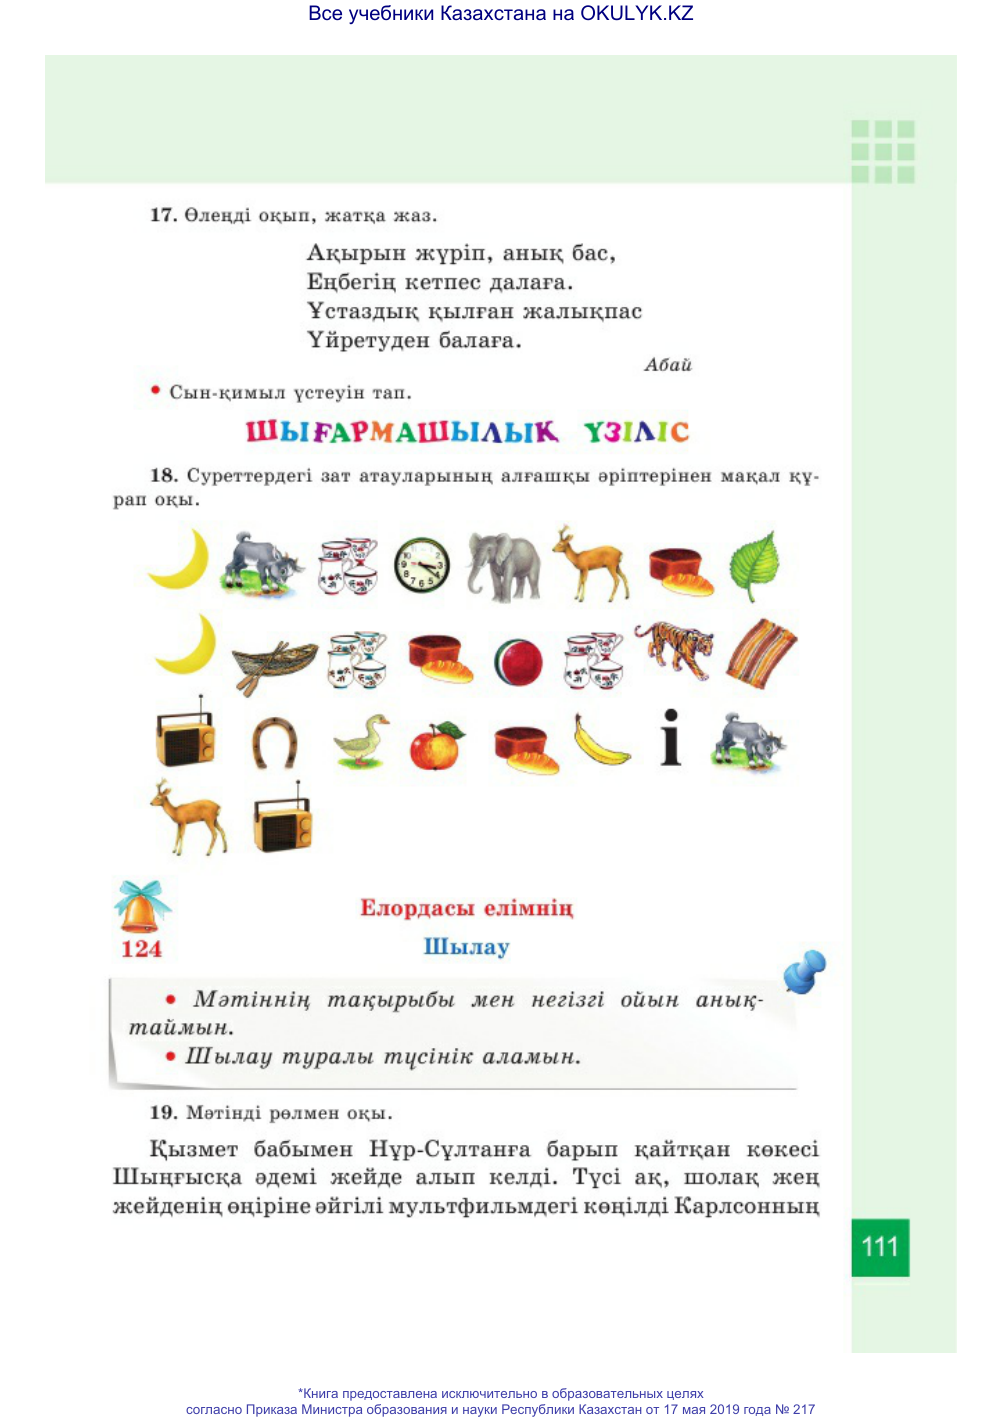 Все учебники Казахстана на OKULYK.KZ
17. Өлеңді оқып, жатқа жаз.
Ақырын жүріп, анық бас,
Еңбегің кетпес далаға.
Ұстаздық қылған жалықпас
Үйретуден балаға.
Абай
• Сын-қимыл үстеуін тап.
ШЫҒАРМАШЫЛЫҚ ҮЗІЛІС
18. Суреттердегі зат атауларының алғашқы әріптерінен мақал құ-
рап оқы.
i
124
Елордасы елімнің
Шылау
• Мәтіннің тақырыбы мен негізгі ойын анық-
таймын.
• Шылау туралы түсінік аламын.
19. Мәтінді рөлмен оқы.
Қызмет бабымен Нұр-Сұлтанға барып қайтқан көкесі
Шыңғысқа әдемі жейде алып келді. Түсі ақ, шолақ жең
жейденің өңіріне әйгілі мультфильмдегі көңілді Карлсонның
111
*Книга предоставлена исключительно в образовательных целях
согласно Приказа Министра образования и науки Республики Казахстан от 17 мая 2019 года № 217